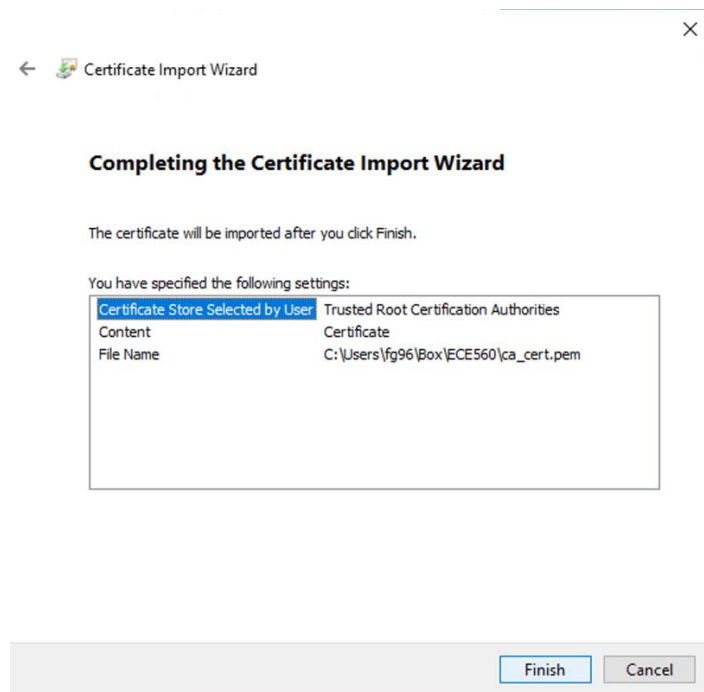 Certificate Import Wizard
Completing the Certificate Import Wizard
The certificate will be imported after you click Finish.
You have specified the following settings:
Certificate Store Selected by User Trusted Root Certification Authorities
Content Certificate
File Name C:\Users\fg96\Box\ECE560\ca_cert.pem
Finish Cancel